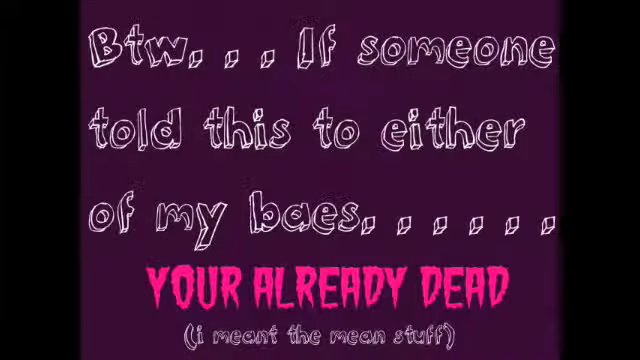 Btw. . . If someone
told this to either
of my baes. . . . . .
YOUR ALREADY DEAD
(i meant the mean stuff)